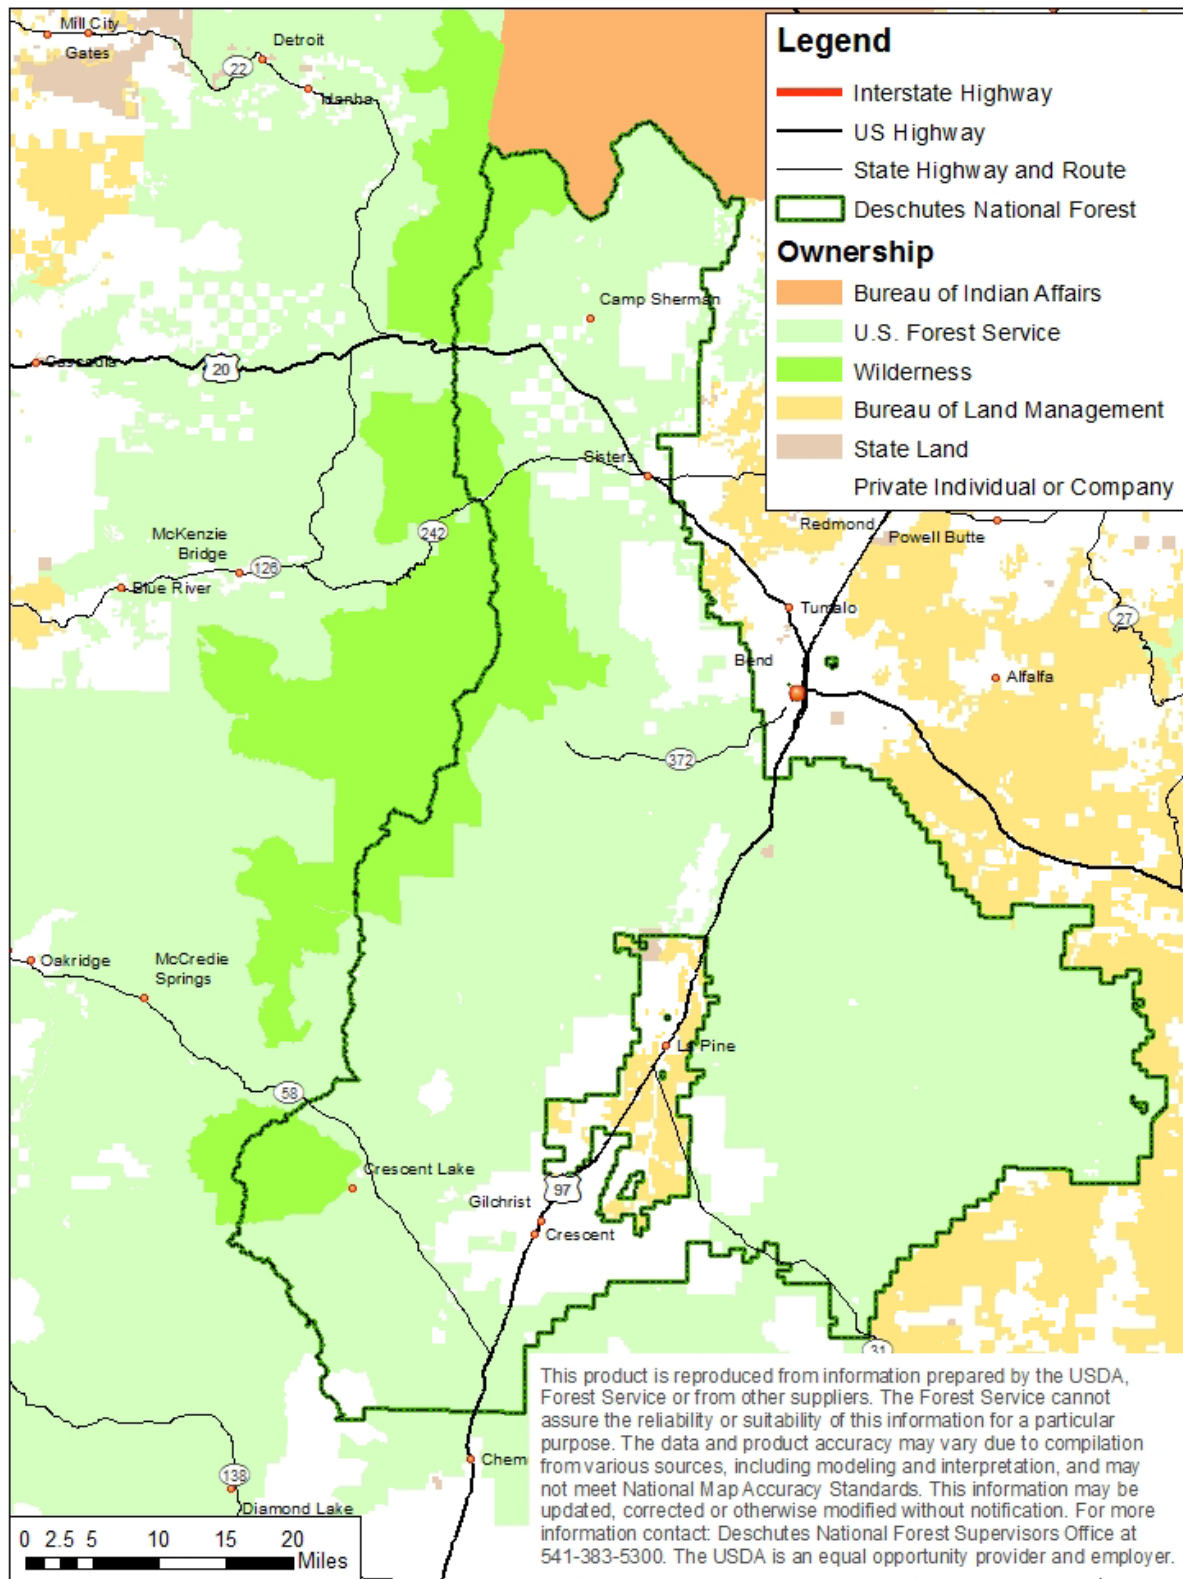 Mill City
Gates
Detroit
22
Idanha
Camp Sherman
Cascadia
20
Sisters
242
McKenzie
Bridge
126
Blue River
Redmond
Powell Butte
27
Tumalo
Bend
Alfalfa
372
Oakridge
McCredie
Springs
La Pine
58
Crescent Lake
97
Gilchrist
Crescent
31
138
Diamond Lake
Chem
Legend
Interstate Highway
US Highway
State Highway and Route
Deschutes National Forest
Ownership
Bureau of Indian Affairs
U.S. Forest Service
Wilderness
Bureau of Land Management
State Land
Private Individual or Company
This product is reproduced from information prepared by the USDA,
Forest Service or from other suppliers. The Forest Service cannot
assure the reliability or suitability of this information for a particular
purpose. The data and product accuracy may vary due to compilation
from various sources, including modeling and interpretation, and may
not meet National Map Accuracy Standards. This information may be
updated, corrected or otherwise modified without notification. For more
information contact: Deschutes National Forest Supervisors Office at
541-383-5300. The USDA is an equal opportunity provider and employer.
0 2.5 5 10 15 20
Miles